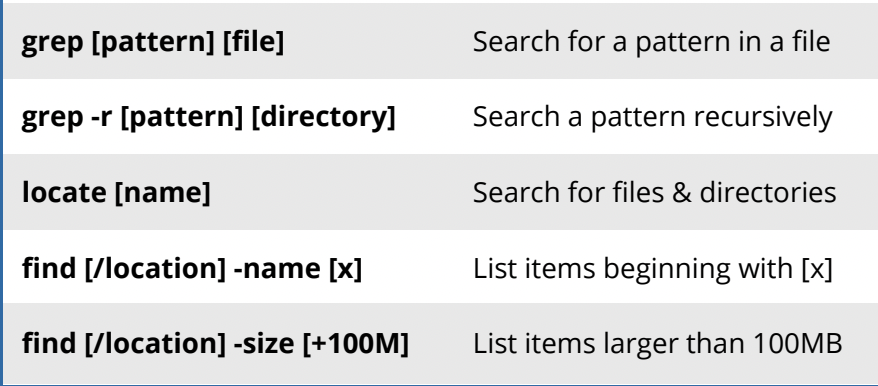 grep [pattern] [file] Search for a pattern in a file
grep -r [pattern] [directory] Search a pattern recursively
locate [name] Search for files & directories
find [/location] -name [x] List items beginning with [x]
find [/location] -size [+100M] List items larger than 100MB